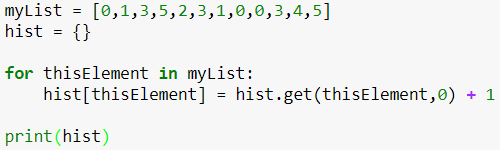 myList = [0,1,3,5,2,3,1,0,0,3,4,5]
hist = {}
for thisElement in myList:
    hist[thisElement] = hist.get(thisElement,0) + 1
print(hist)